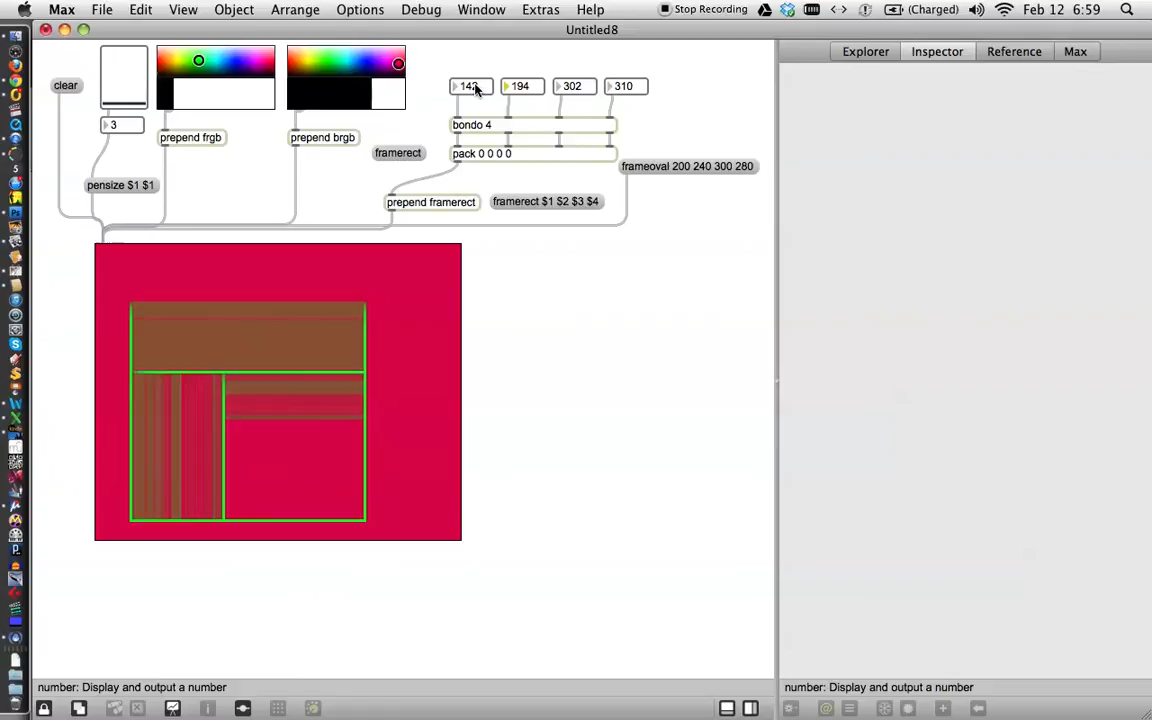 Max File Edit View Object Arrange Options Debug Window Extras Help Stop Recording (Charged) Feb 12 6:59
Untitled8
Explorer Inspector Reference Max
clear
142 194 302 310
3
bondo 4
prepend frgb
prepend brgb
framerect
pack 0 0 0 0
frameoval 200 240 300 280
pensize $1 $1
prepend framerect
framerect $1 $2 $3 $4
number: Display and output a number
number: Display and output a number